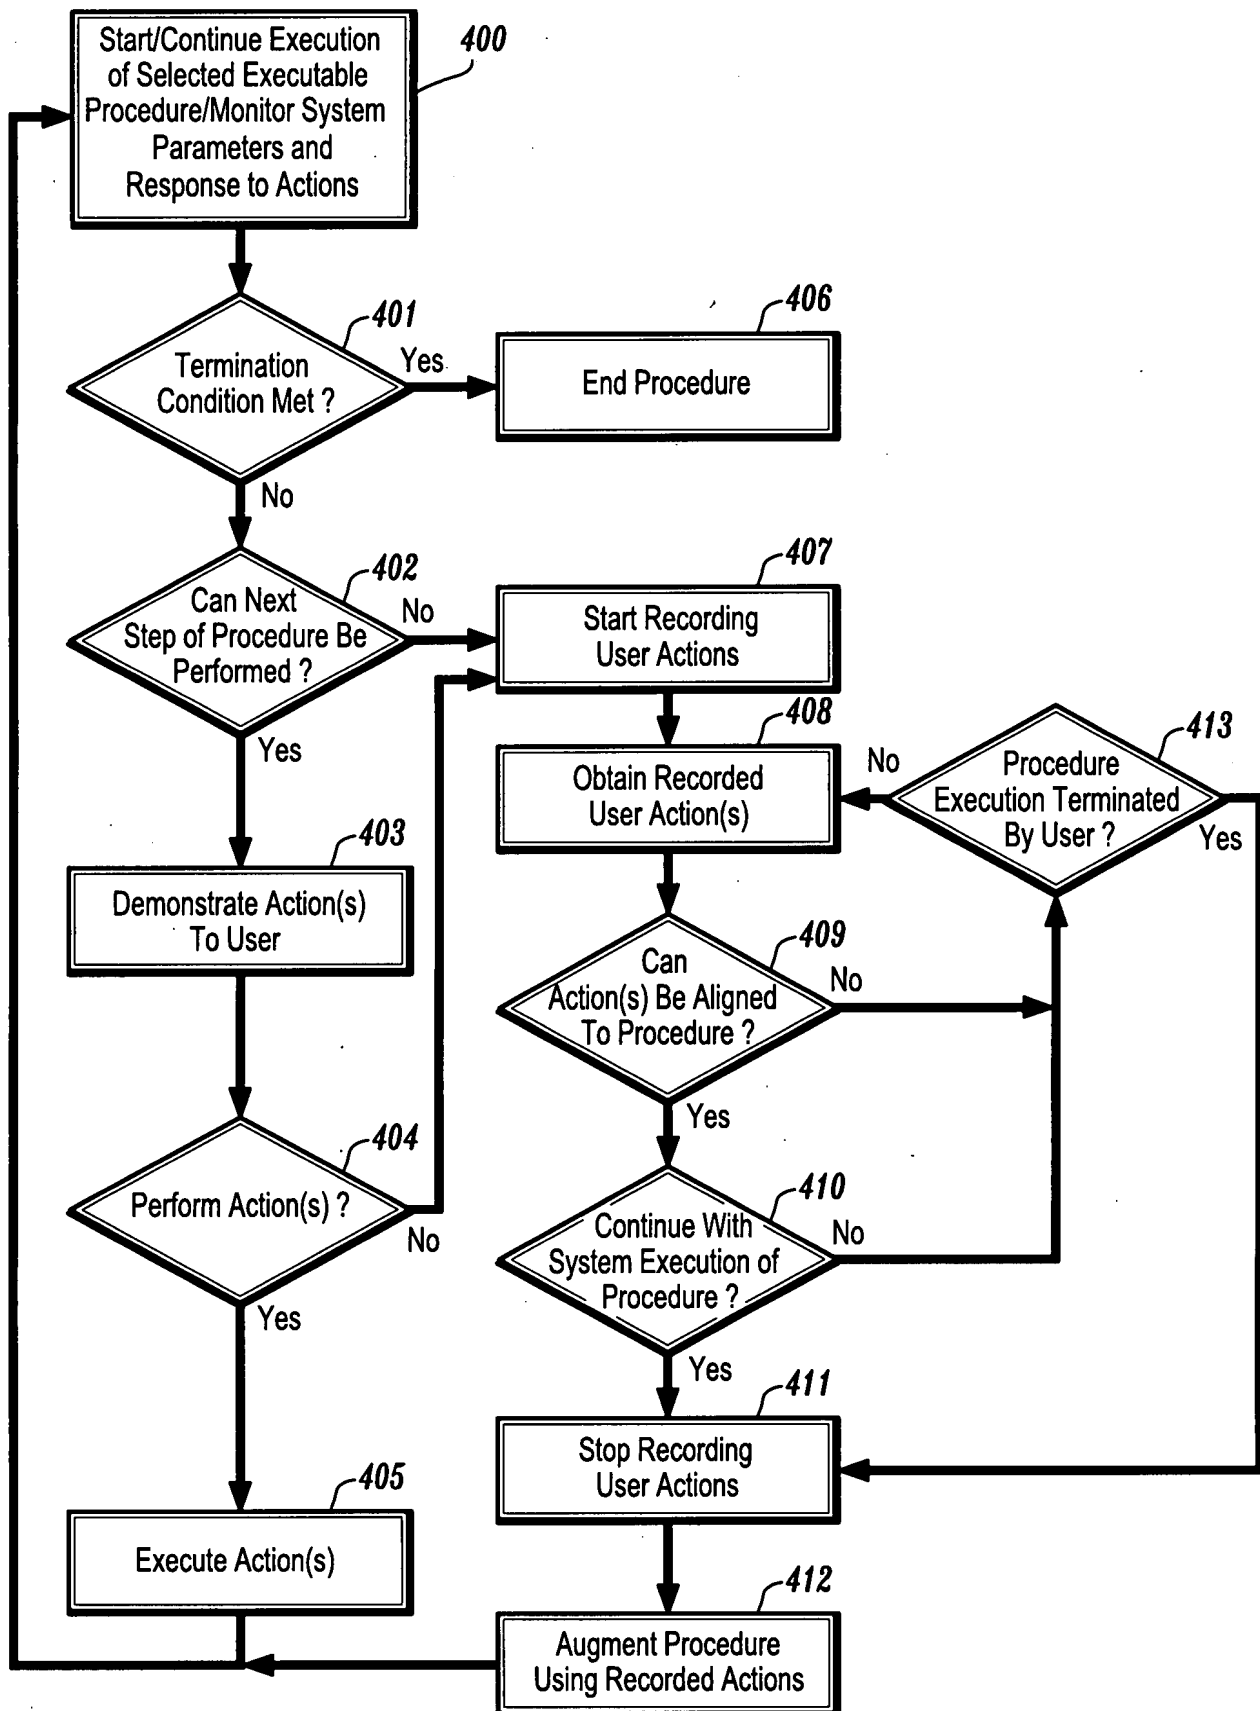 Start/Continue Execution
of Selected Executable
Procedure/Monitor System
Parameters and
Response to Actions
400
Termination
Condition Met ?
401
Yes
No
End Procedure
406
Can Next
Step of Procedure Be
Performed ?
402
No
Yes
Start Recording
User Actions
407
Obtain Recorded
User Action(s)
408
Procedure
Execution Terminated
By User ?
413
No
Yes
Demonstrate Action(s)
To User
403
Can
Action(s) Be Aligned
To Procedure ?
409
No
Yes
Perform Action(s) ?
404
No
Yes
Continue With
System Execution of
Procedure ?
410
No
Yes
Stop Recording
User Actions
411
Execute Action(s)
405
Augment Procedure
Using Recorded Actions
412